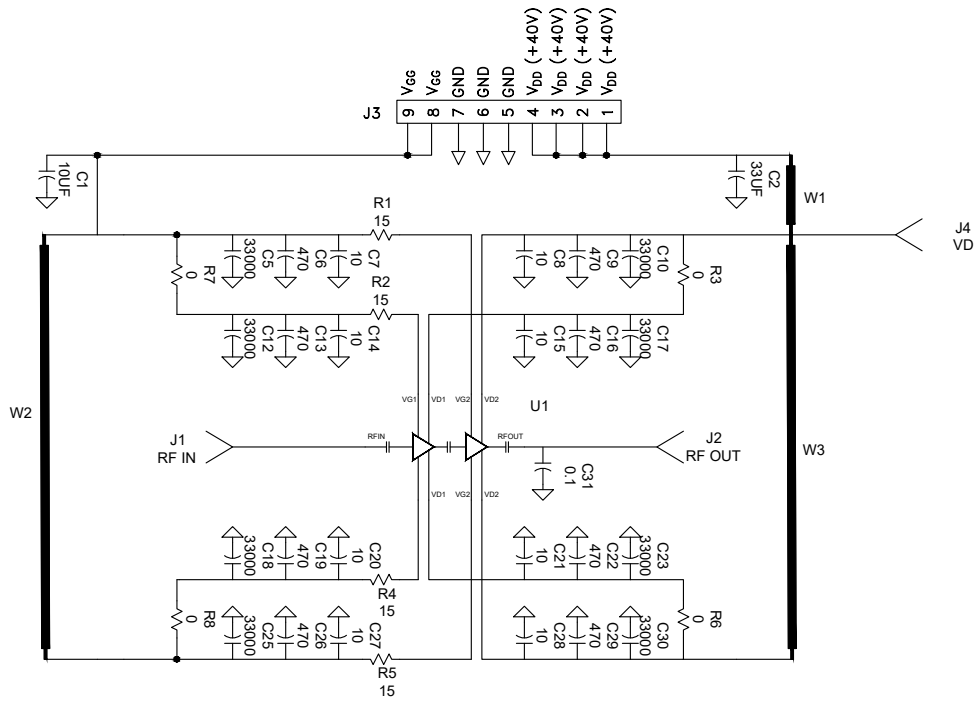 J3
9 VGG
8 VGG
7 GND
6 GND
5 GND
4 VDD (+40V)
3 VDD (+40V)
2 VDD (+40V)
1 VDD (+40V)
C1
10UF
C2
33UF
W1
J4
VD
R1
15
33000
C5
470
C6
10
C7
10
C8
470
C9
33000
C10
R7
0
R3
0
R2
15
33000
C12
470
C13
10
C14
10
C15
470
C16
33000
C17
W2
VG1
VD1
VG2
VD2
U1
J1
RF IN
RFIN
RFOUT
J2
RF OUT
C31
0.1
W3
VD1
VG2
VD2
33000
C18
470
C19
10
C20
10
C21
470
C22
33000
C23
R4
15
R8
0
R6
0
33000
C25
470
C26
10
C27
10
C28
470
C29
33000
C30
R5
15